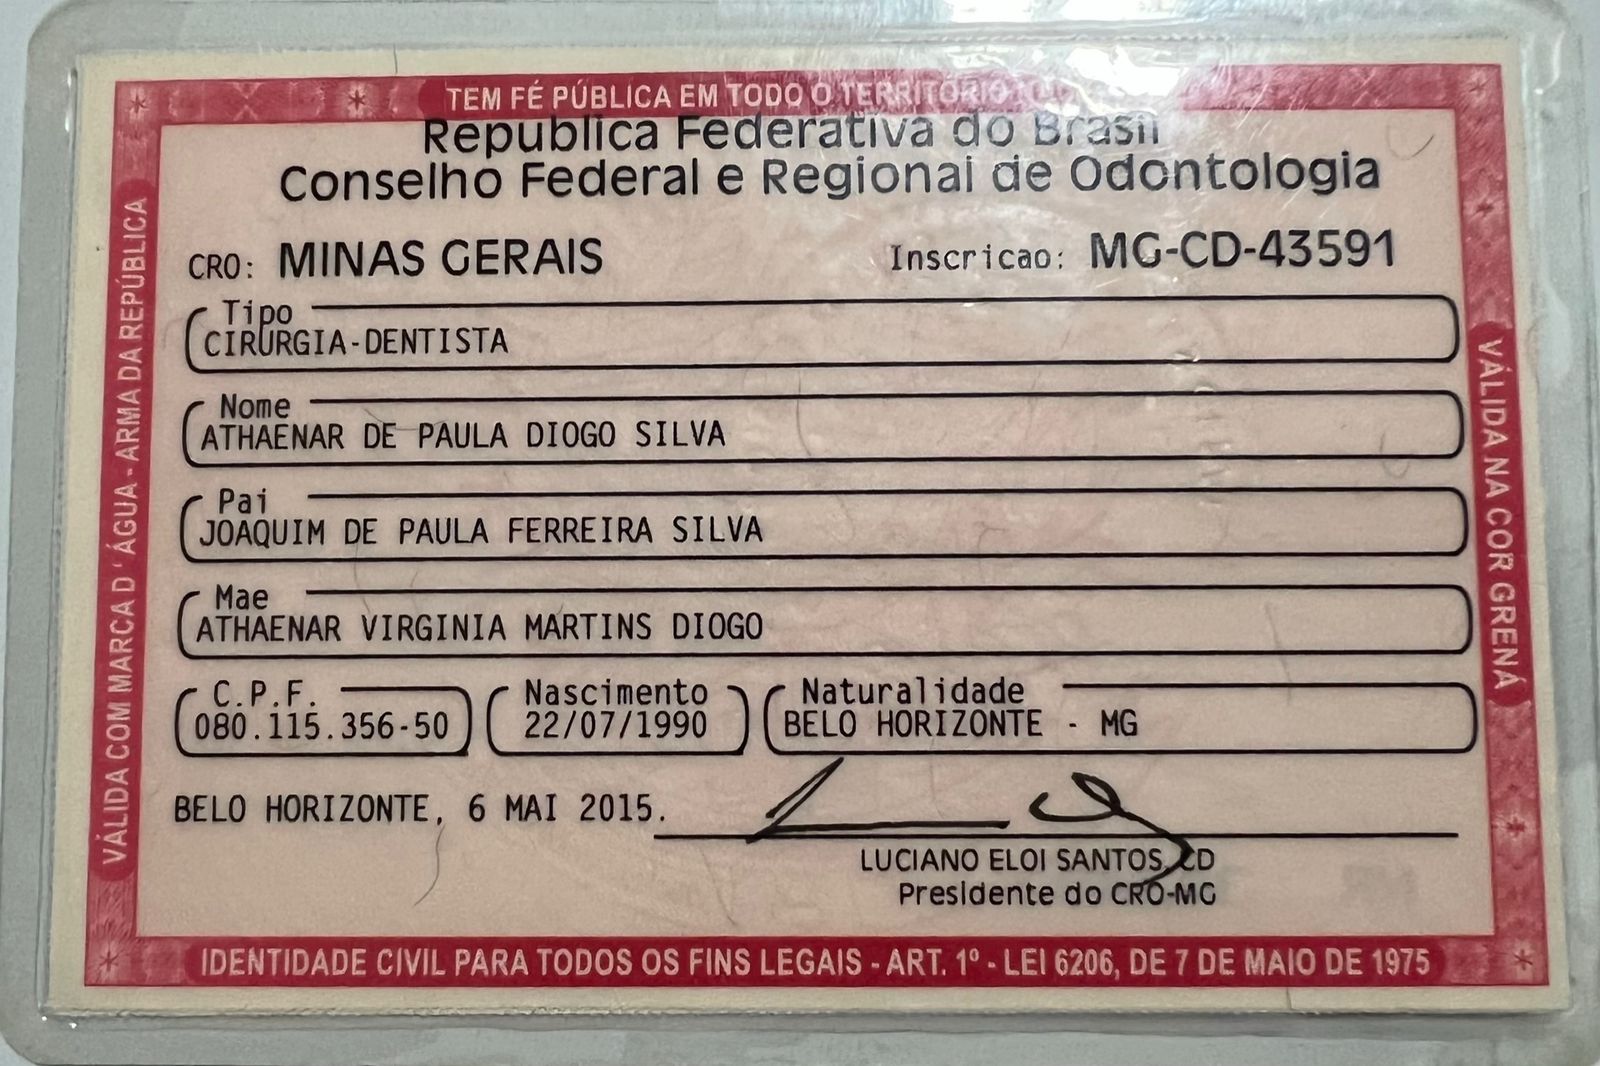 TEM FÉ PÚBLICA EM TODO O TERRITÓRIO
Republica Federativa do Brasil
Conselho Federal e Regional de Odontologia
CRO: MINAS GERAIS Inscricao: MG-CD-43591
Tipo
CIRURGIA-DENTISTA
Nome
ATHAENAR DE PAULA DIOGO SILVA
Pai
JOAQUIM DE PAULA FERREIRA SILVA
Mae
ATHAENAR VIRGINIA MARTINS DIOGO
C.P.F. Nascimento Naturalidade
080.115.356-50 22/07/1990 BELO HORIZONTE - MG
BELO HORIZONTE, 6 MAI 2015.
LUCIANO ELOI SANTOS, CD
Presidente do CRO-MG
IDENTIDADE CIVIL PARA TODOS OS FINS LEGAIS - ART. 1º - LEI 6206, DE 7 DE MAIO DE 1975
VÁLIDA COM MARCA D'ÁGUA - ARMA DA REPÚBLICA
VÁLIDA NA COR GRENÁ